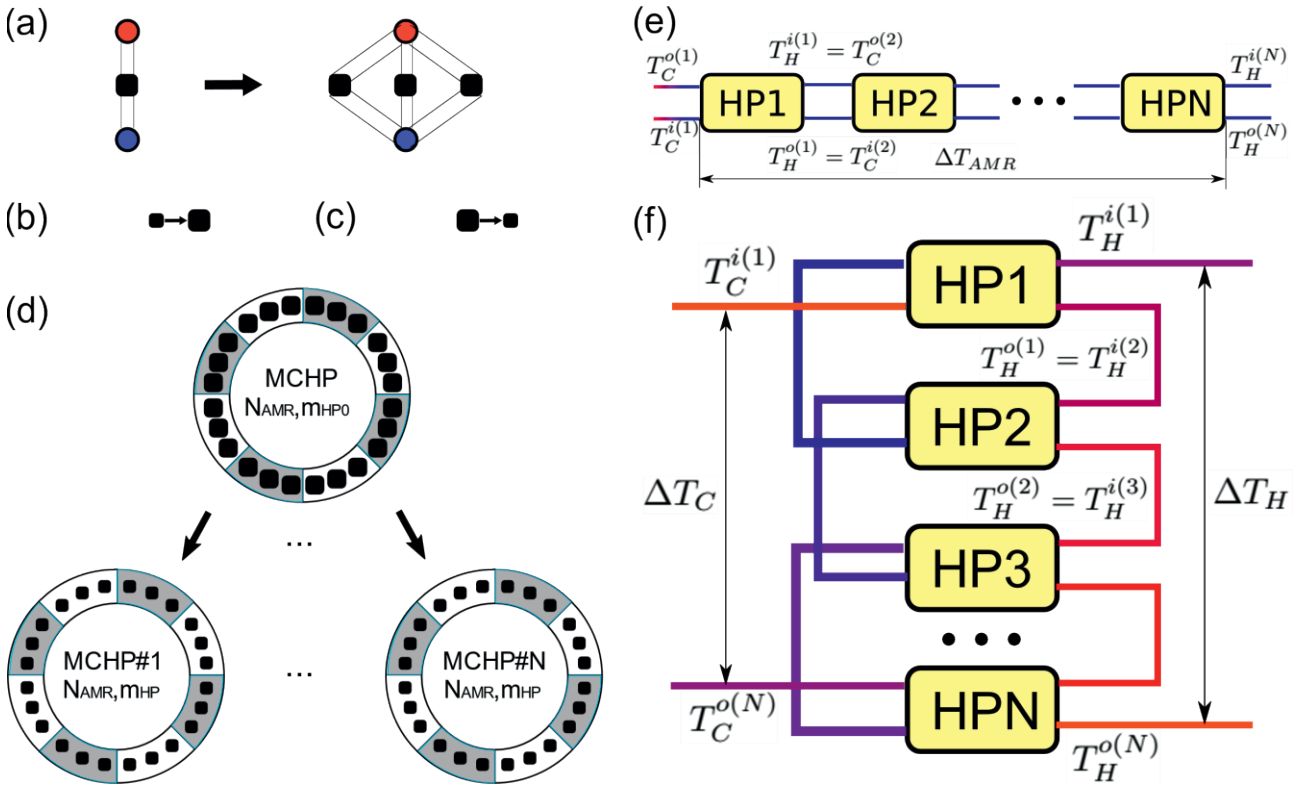 (a)
(b)
(c)
(d)
MCHP
NAMR,mHP0
...
MCHP#1
NAMR,mHP
...
MCHP#N
NAMR,mHP
(e)
T_H^{i(1)} = T_C^{o(2)}
T_C^{o(1)}
T_H^{i(N)}
HP1
HP2
• • •
HPN
T_C^{i(1)}
T_H^{o(1)} = T_C^{i(2)}
ΔT_{AMR}
T_H^{o(N)}
(f)
T_H^{i(1)}
T_C^{i(1)}
HP1
T_H^{o(1)} = T_H^{i(2)}
HP2
ΔT_C
T_H^{o(2)} = T_H^{i(3)}
ΔT_H
HP3
• • •
T_C^{o(N)}
HPN
T_H^{o(N)}